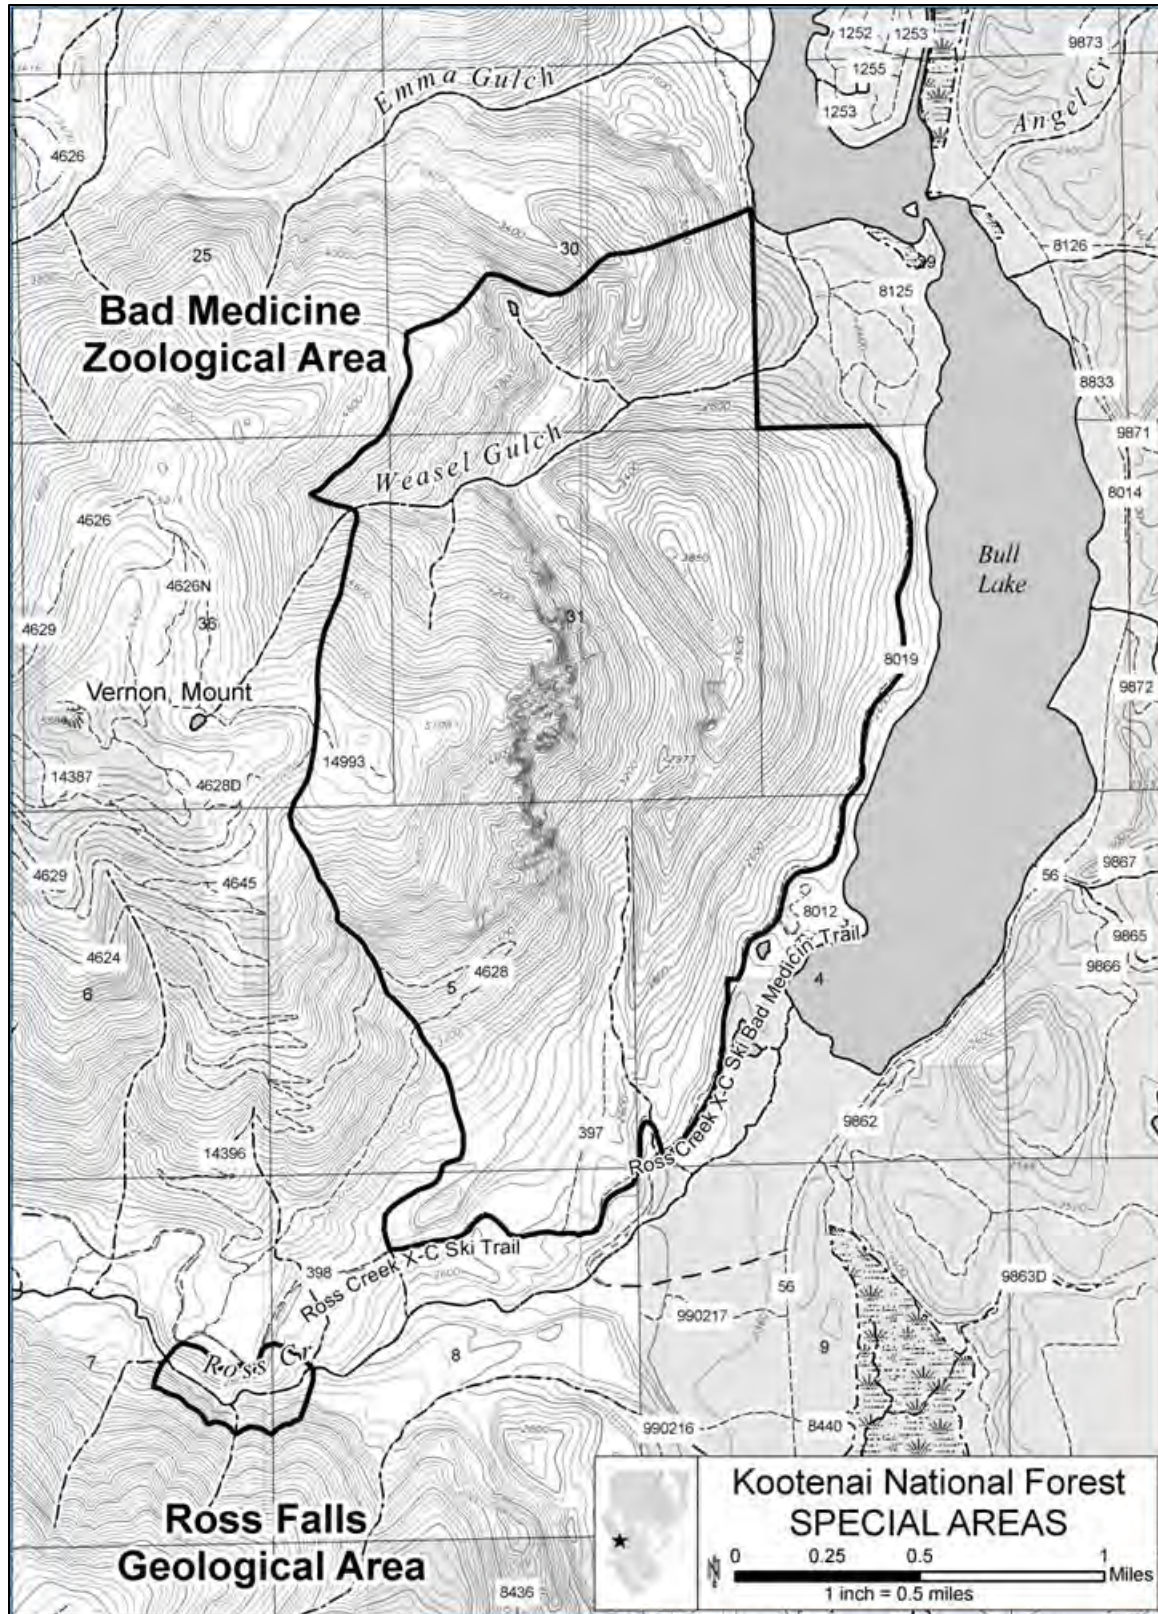 1252
1253
9873
1255
1253
Emma Gulch
Angel Cr
4626
25
30
8126
Bad Medicine
Zoological Area
8125
8833
9871
Weasel Gulch
8014
4626
Bull
Lake
4626N
3850
31
4629
36
8019
Vernon, Mount
9872
14993
14387
4628D
9867
56
4629
4645
8012
9865
4624
4628
9866
6
5
4
Ross Creek X-C Ski Bad Medicin Trail
397
9862
14396
398
Ross Creek X-C Ski Trail
9863D
56
990217
7
Ross Cr
8
9
990216
8440
Ross Falls
Geological Area
8436
Kootenai National Forest
SPECIAL AREAS
N
0 0.25 0.5 1
Miles
1 inch = 0.5 miles